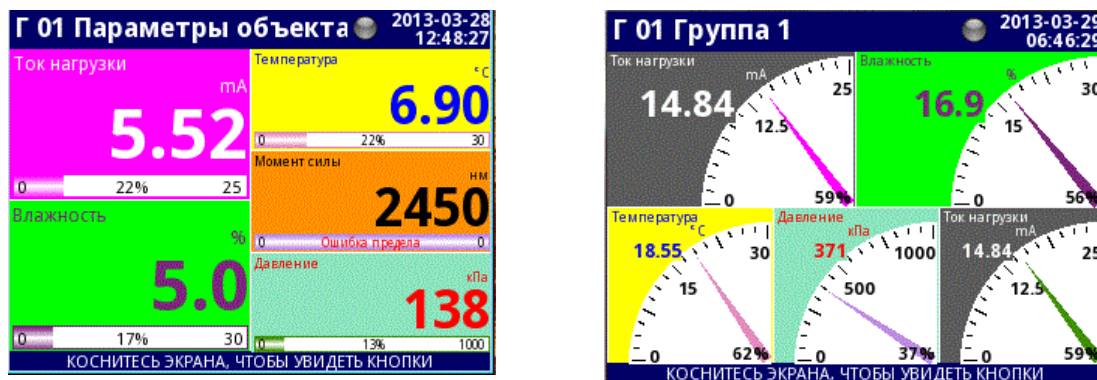 Г 01 Параметры объекта
2013-03-28
12:48:27
Ток нагрузки
mA
5.52
0 22% 25
Температура
°C
6.90
0 22% 30
Момент силы
нм
2450
0 Ошибка предела 0
Влажность
%
5.0
0 17% 30
Давление
кПа
138
0 13% 1000
КОСНИТЕСЬ ЭКРАНА, ЧТОБЫ УВИДЕТЬ КНОПКИ
Г 01 Группа 1
2013-03-29
06:46:29
Ток нагрузки
mA
14.84
25
12.5
0
59%
Влажность
%
16.9
30
15
0
56%
Температура
°C
18.55
30
15
0
62%
Давление
кПа
371
1000
500
0
37%
Ток нагрузки
mA
14.84
25
12.5
0
59%
КОСНИТЕСЬ ЭКРАНА, ЧТОБЫ УВИДЕТЬ КНОПКИ